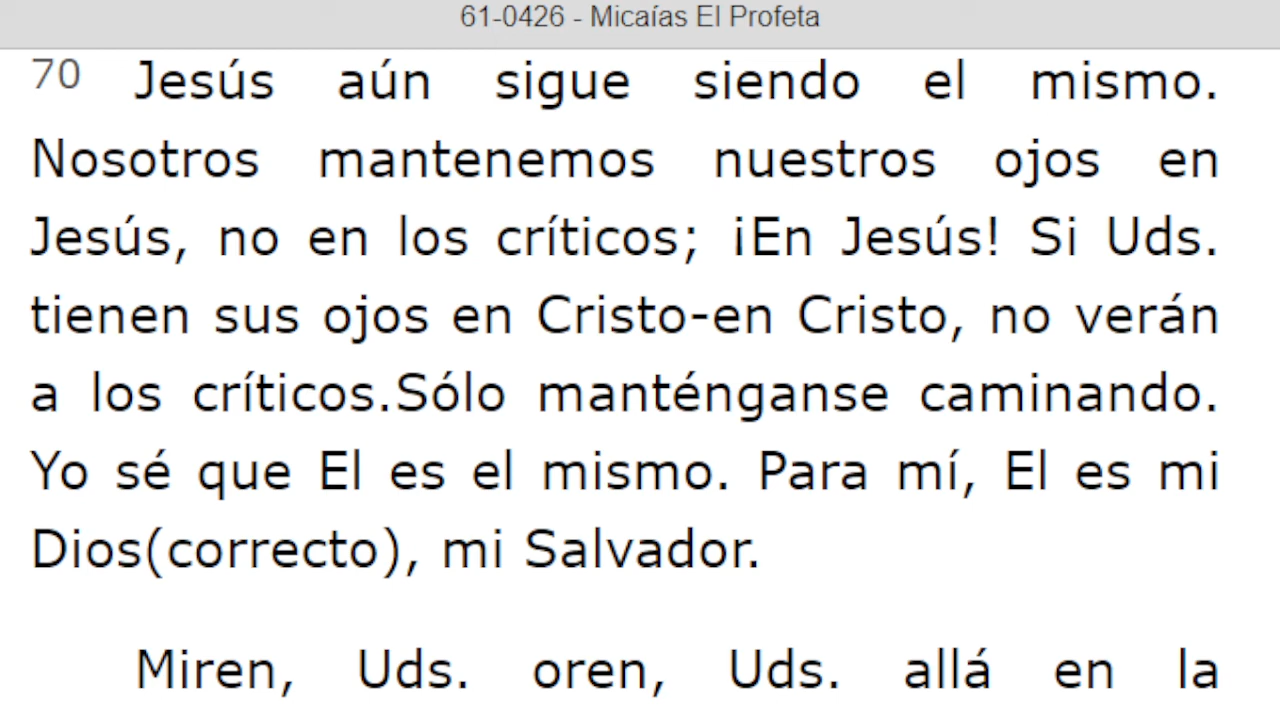 61-0426 - Micaías El Profeta
70 Jesús aún sigue siendo el mismo.
Nosotros mantenemos nuestros ojos en
Jesús, no en los críticos; ¡En Jesús! Si Uds.
tienen sus ojos en Cristo-en Cristo, no verán
a los críticos.Sólo manténganse caminando.
Yo sé que El es el mismo. Para mí, El es mi
Dios(correcto), mi Salvador.
Miren, Uds. oren, Uds. allá en la